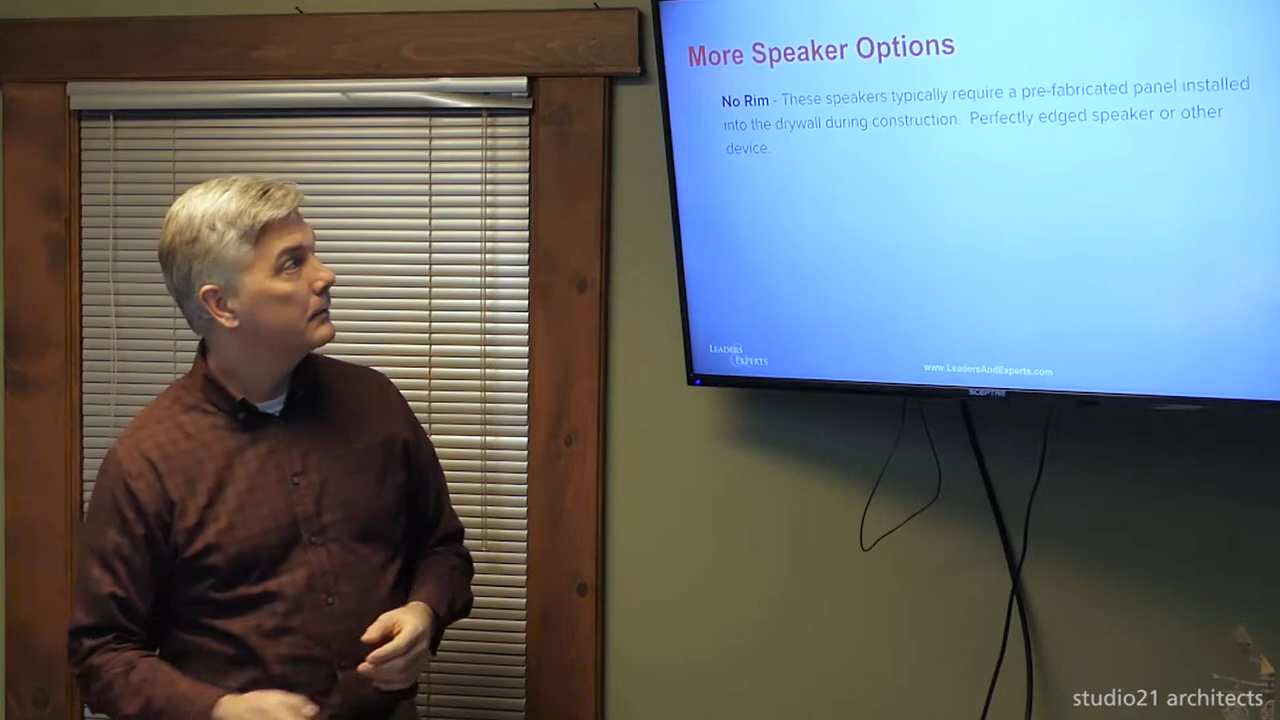 More Speaker Options
No Rim - These speakers typically require a pre-fabricated panel installed
into the drywall during construction. Perfectly edged speaker or other
device.
LEADERS
EXPERTS
www.LeadersAndExperts.com
SCEPTRE
studio21 architects